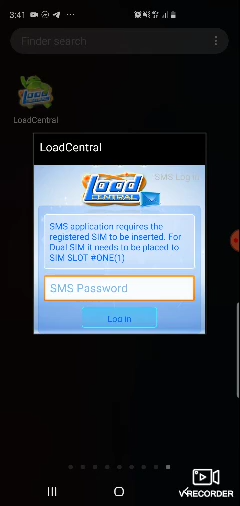 3:41
Finder search
LoadCentral
LoadCentral
Load
CENTRAL
SMS Log in
SMS application requires the
registered SIM to be inserted. For
Dual SIM it needs to be placed to
SIM SLOT #ONE(1)
SMS Password
Log in
VRECORDER